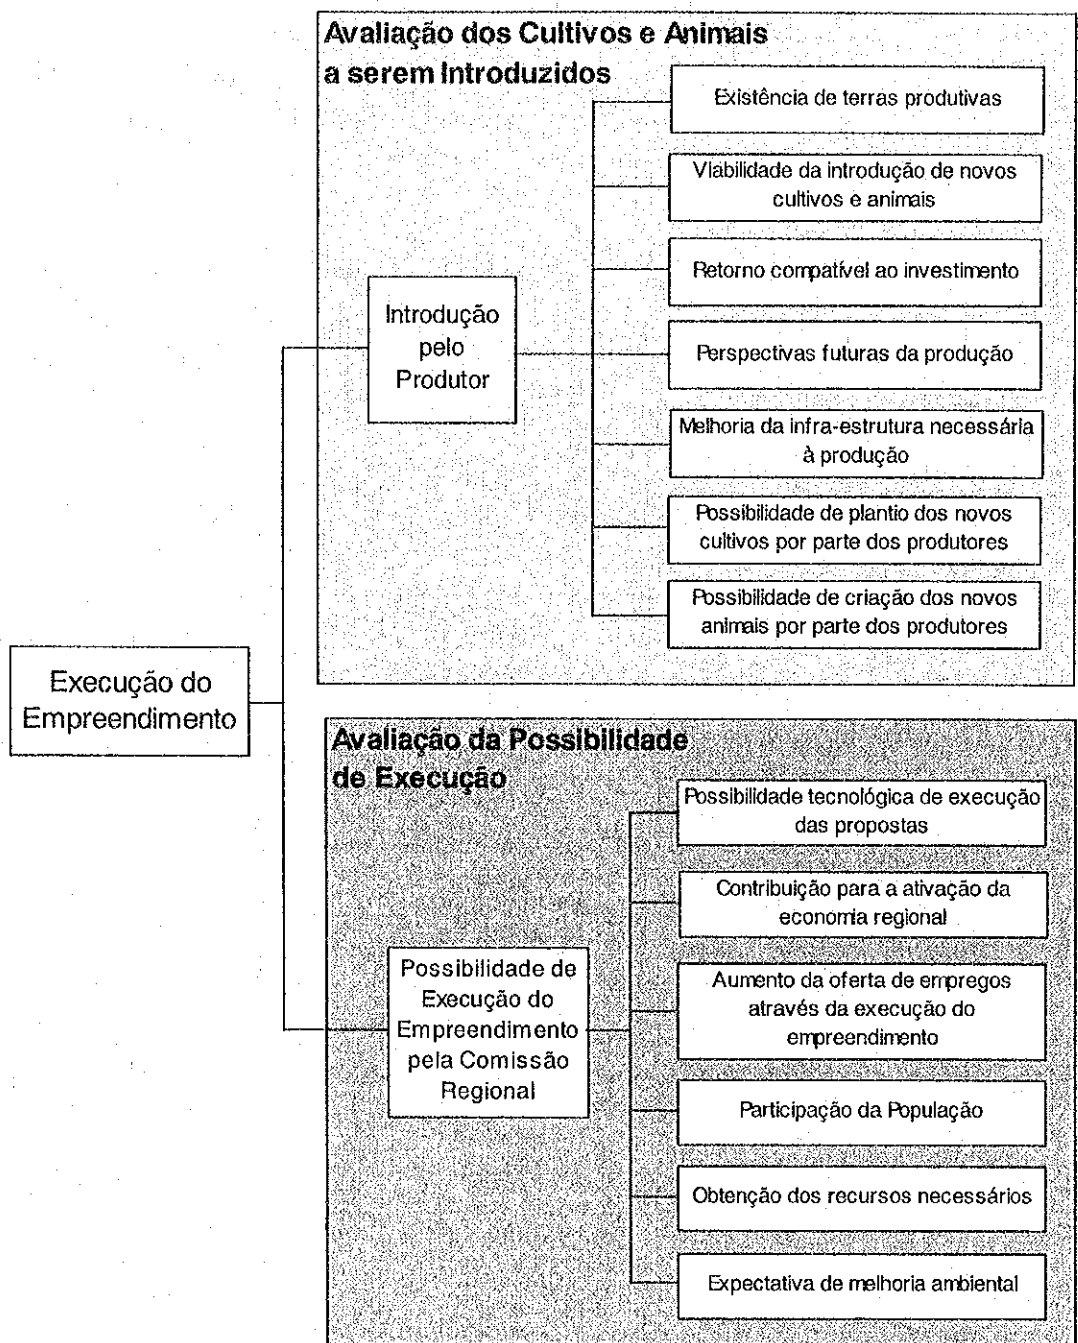 Avaliação dos Cultivos e Animais
a serem Introduzidos
Existência de terras produtivas
Viabilidade da introdução de novos
cultivos e animais
Retorno compatível ao investimento
Introdução
pelo
Produtor
Perspectivas futuras da produção
Melhoria da infra-estrutura necessária
à produção
Possibilidade de plantio dos novos
cultivos por parte dos produtores
Possibilidade de criação dos novos
animais por parte dos produtores
Execução do
Empreendimento
Avaliação da Possibilidade
de Execução
Possibilidade tecnológica de execução
das propostas
Contribuição para a ativação da
economia regional
Possibilidade de
Execução do
Empreendimento
pela Comissão
Regional
Aumento da oferta de empregos
através da execução do
empreendimento
Participação da População
Obtenção dos recursos necessários
Expectativa de melhoria ambiental